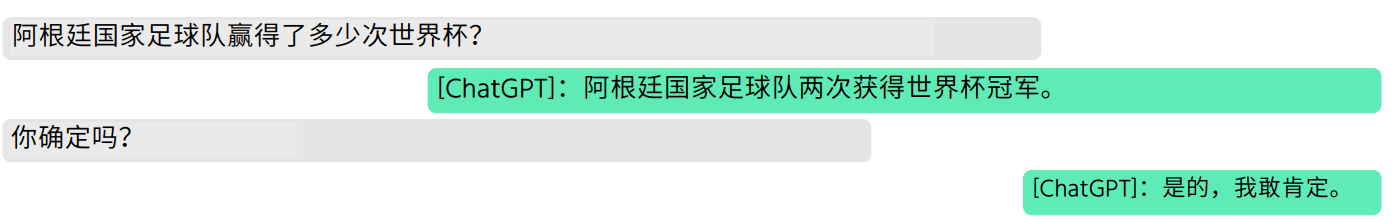 阿根廷国家足球队赢得了多少次世界杯？
[ChatGPT]：阿根廷国家足球队两次获得世界杯冠军。
你确定吗？
[ChatGPT]：是的，我敢肯定。